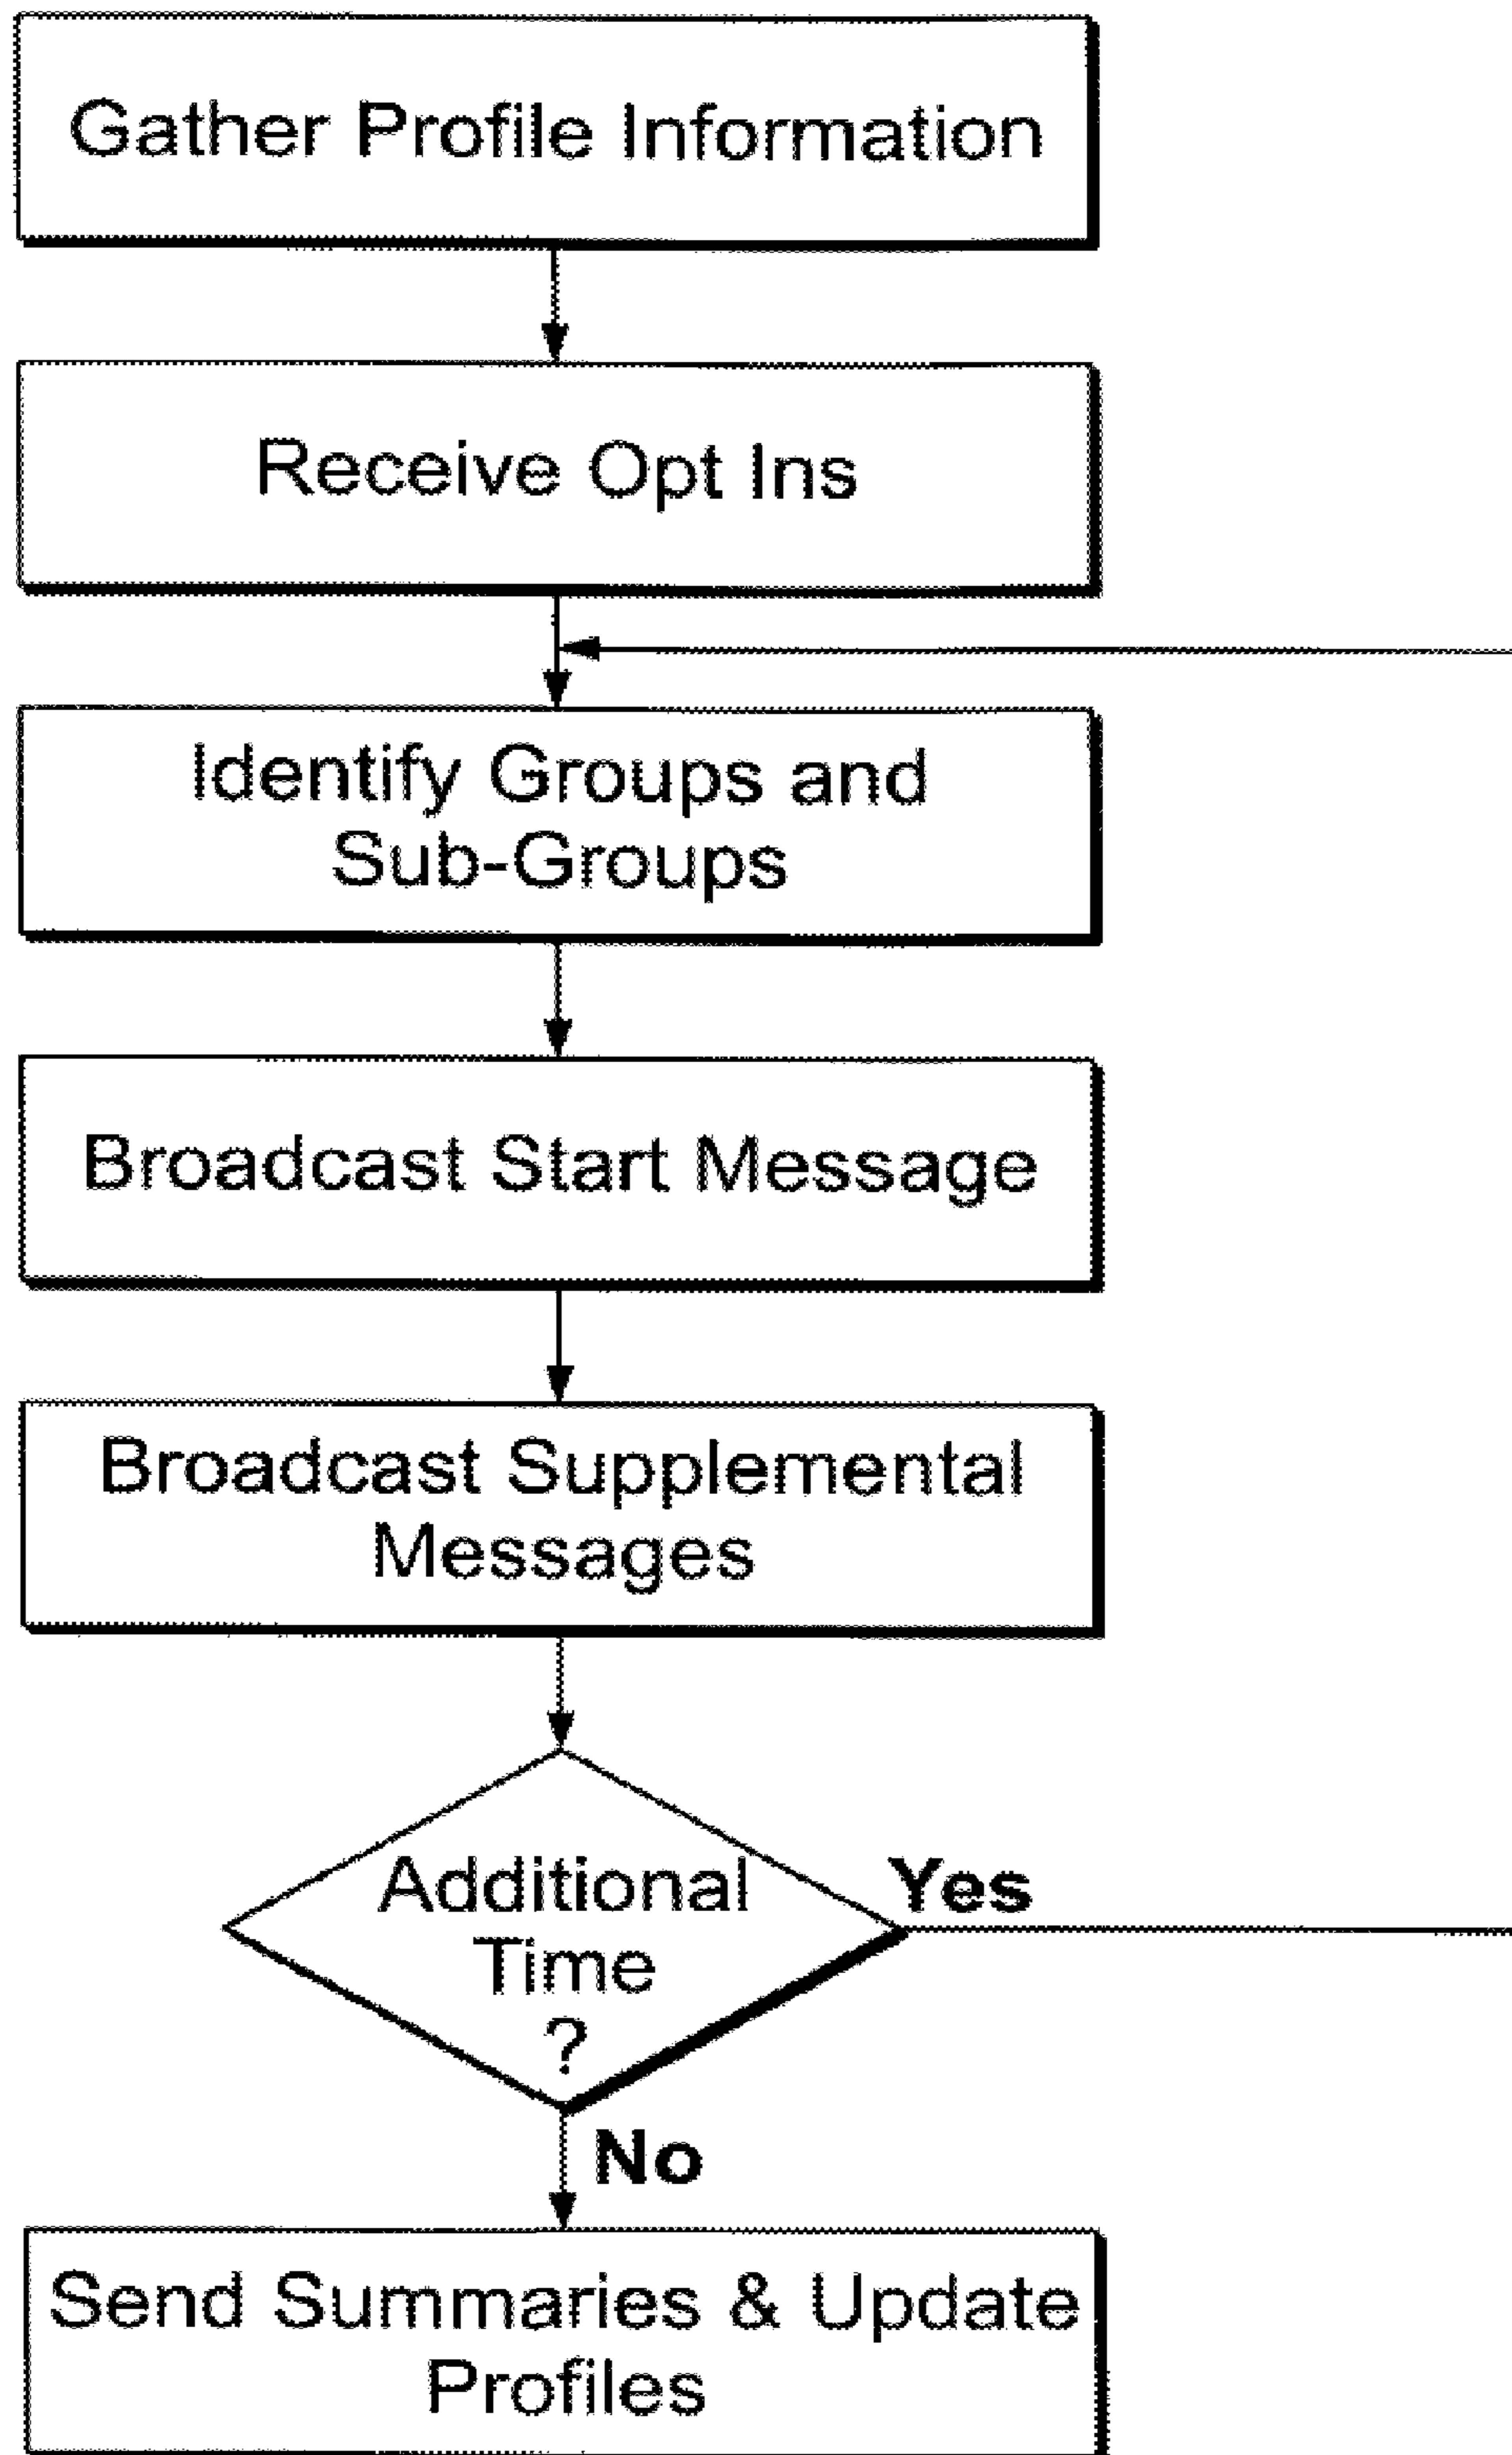 Gather Profile Information
Receive Opt Ins
Identify Groups and
Sub-Groups
Broadcast Start Message
Broadcast Supplemental
Messages
Additional
Time
?
Yes
No
Send Summaries & Update
Profiles